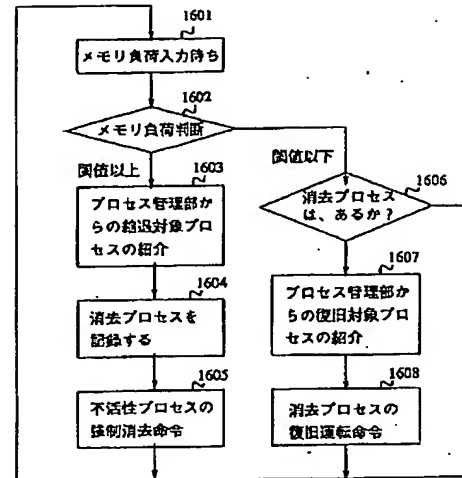 1601
メモリ負荷入力待ち
1602
メモリ負荷判断
閾値以上
閾値以下
1603
プロセス管理部か
らの縮退対象プロ
セスの紹介
1606
消去プロセス
は、あるか?
1604
消去プロセスを
記録する
1607
プロセス管理部か
らの復旧対象プロ
セスの紹介
1605
不活性プロセスの
強制消去命令
1608
消去プロセスの
復旧運転命令